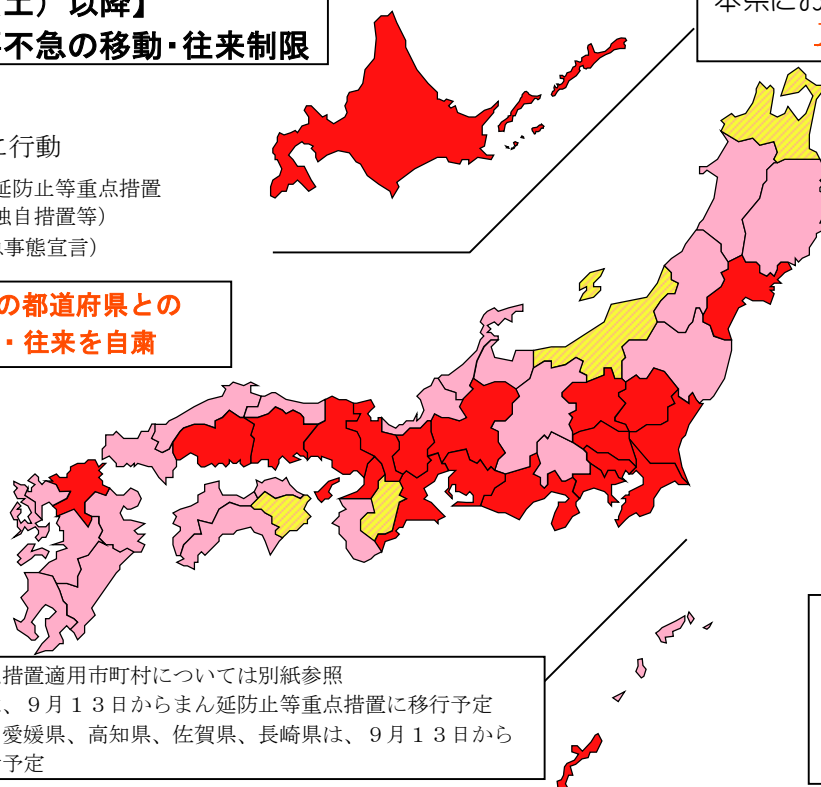 土）以降】
不急の移動・往来制限
本県にお
に行動
延防止等重点措置
独自措置等）
事態宣言）
の都道府県との
・往来を自粛
措置適用市町村については別紙参照
、９月１３日からまん延防止等重点措置に移行予定
愛媛県、高知県、佐賀県、長崎県は、９月１３日から
予定